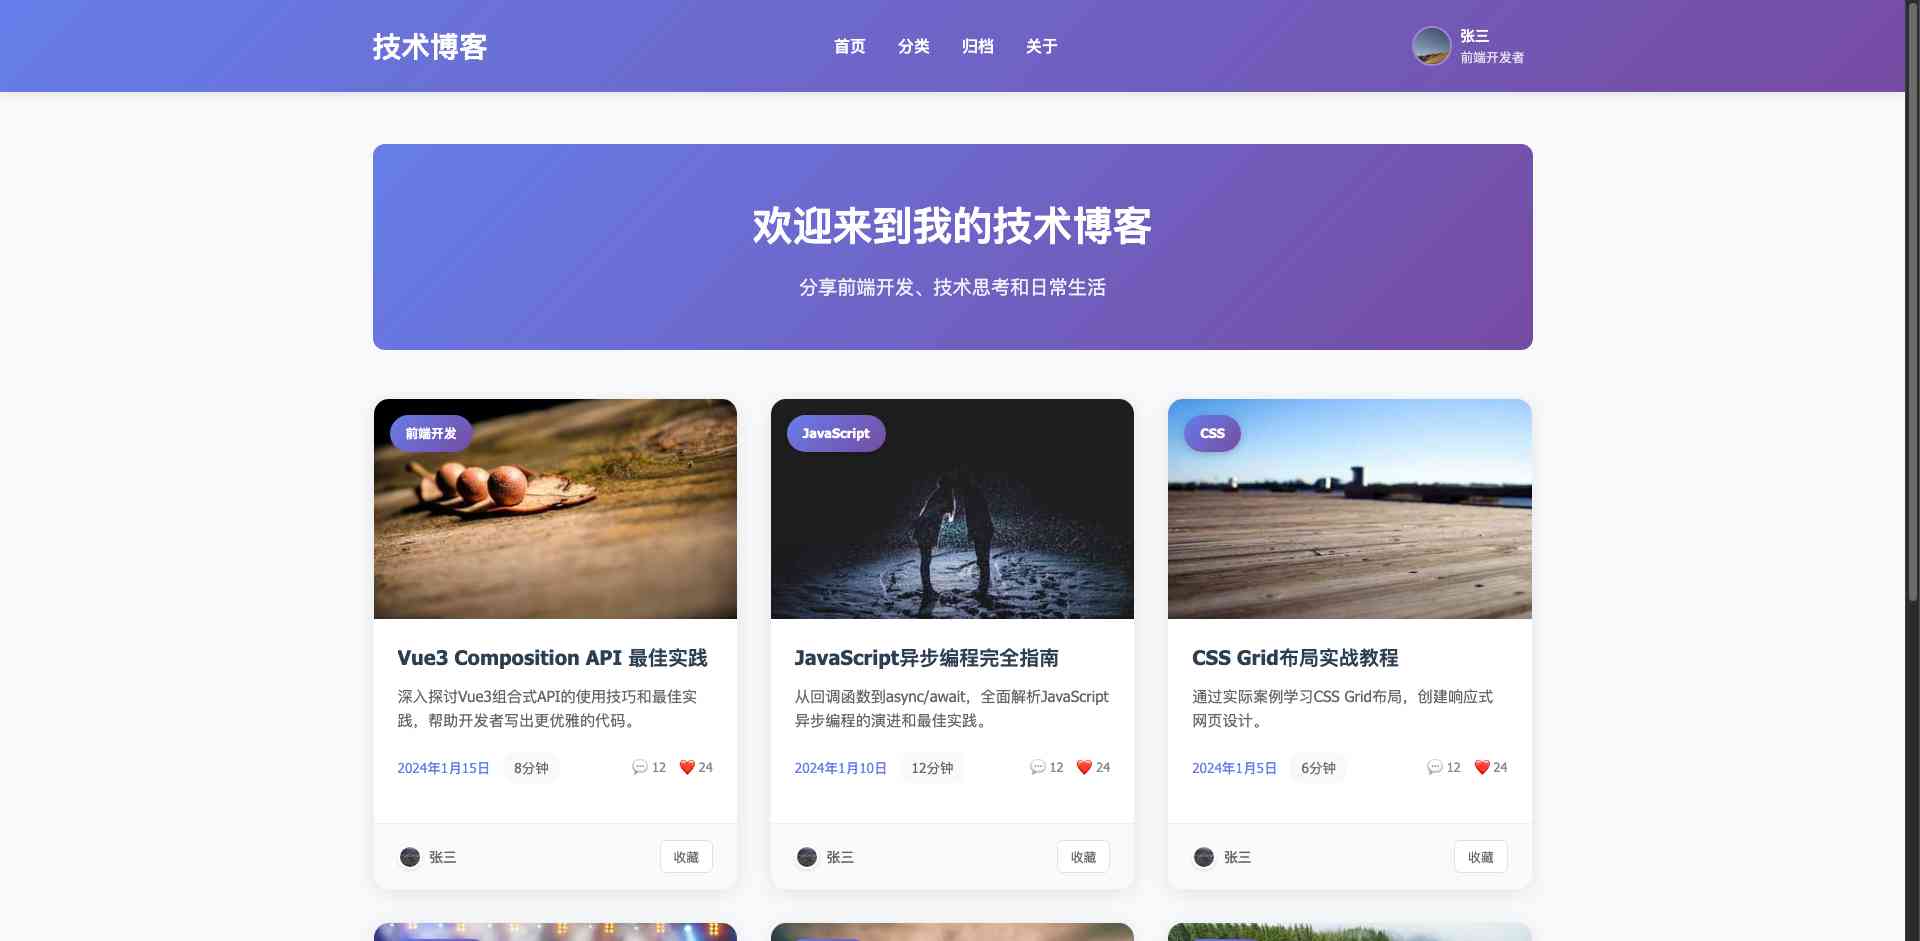 技术博客
首页 分类 归档 关于
张三
前端开发者
欢迎来到我的技术博客
分享前端开发、技术思考和日常生活
前端开发
Vue3 Composition API 最佳实践
深入探讨Vue3组合式API的使用技巧和最佳实
践，帮助开发者写出更优雅的代码。
2024年1月15日 8分钟 💬 12 ❤️ 24
张三 收藏
JavaScript
JavaScript异步编程完全指南
从回调函数到async/await，全面解析JavaScript
异步编程的演进和最佳实践。
2024年1月10日 12分钟 💬 12 ❤️ 24
张三 收藏
CSS
CSS Grid布局实战教程
通过实际案例学习CSS Grid布局，创建响应式
网页设计。
2024年1月5日 6分钟 💬 12 ❤️ 24
张三 收藏